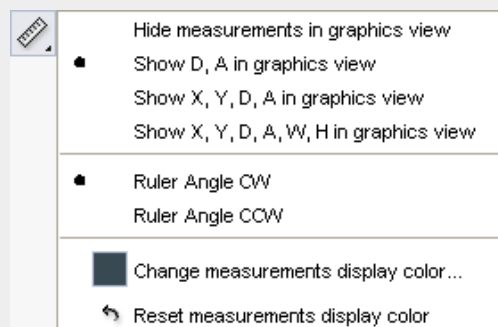 Hide measurements in graphics view
Show D, A in graphics view
Show X, Y, D, A in graphics view
Show X, Y, D, A, W, H in graphics view
Ruler Angle CW
Ruler Angle CCW
Change measurements display color...
Reset measurements display color